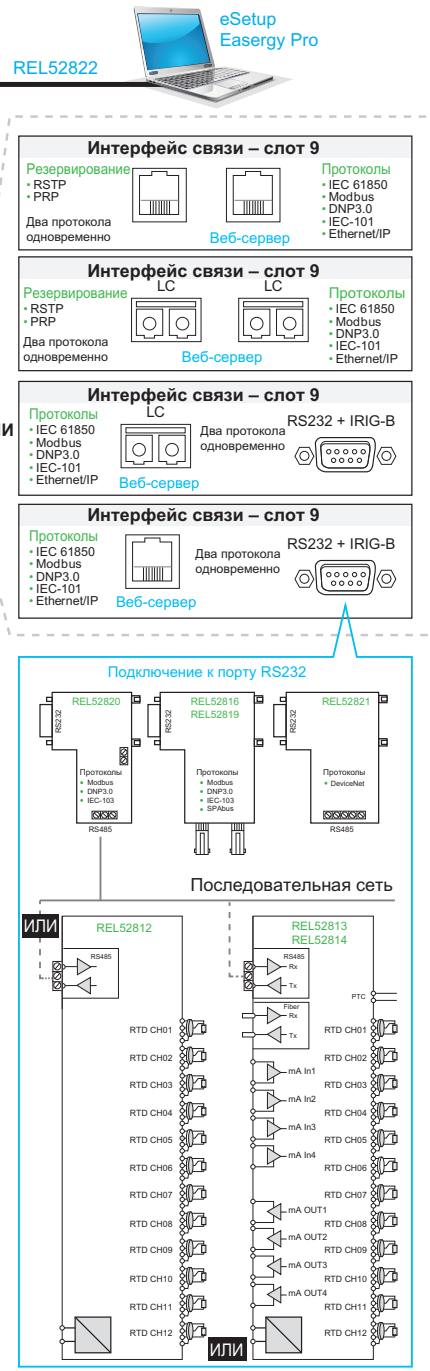 eSetup
Easergy Pro
REL52822
Интерфейс связи – слот 9
Резервирование
• RSTP
• PRP
Два протокола
одновременно
Веб-сервер
Протоколы
• IEC 61850
• Modbus
• DNP3.0
• IEC-101
• Ethernet/IP
Интерфейс связи – слот 9
LC
LC
Резервирование
• RSTP
• PRP
Два протокола
одновременно
Веб-сервер
Протоколы
• IEC 61850
• Modbus
• DNP3.0
• IEC-101
• Ethernet/IP
Интерфейс связи – слот 9
Протоколы
• IEC 61850
• Modbus
• DNP3.0
• IEC-101
• Ethernet/IP
LC
Веб-сервер
Два протокола
одновременно
RS232 + IRIG-B
Интерфейс связи – слот 9
Протоколы
• IEC 61850
• Modbus
• DNP3.0
• IEC-101
• Ethernet/IP
Веб-сервер
Два протокола
одновременно
RS232 + IRIG-B
Подключение к порту RS232
REL52820
RS232
Протоколы
• Modbus
• DNP3.0
• IEC-103
RS485
REL52816
REL52819
RS232
Протоколы
• Modbus
• DNP3.0
• IEC-103
• SPAbus
REL52821
RS232
Протоколы
• DeviceNet
RS485
Последовательная сеть
ИЛИ
REL52812
RS485
RTD CH01
RTD CH02
RTD CH03
RTD CH04
RTD CH05
RTD CH06
RTD CH07
RTD CH08
RTD CH09
RTD CH10
RTD CH11
RTD CH12
REL52813
REL52814
RS485
Rx
Tx
Fiber
Rx
Tx
PTC
mA In1
mA In2
mA In3
mA In4
mA OUT1
mA OUT2
mA OUT3
mA OUT4
RTD CH01
RTD CH02
RTD CH03
RTD CH04
RTD CH05
RTD CH06
RTD CH07
RTD CH08
RTD CH09
RTD CH10
RTD CH11
RTD CH12
ИЛИ